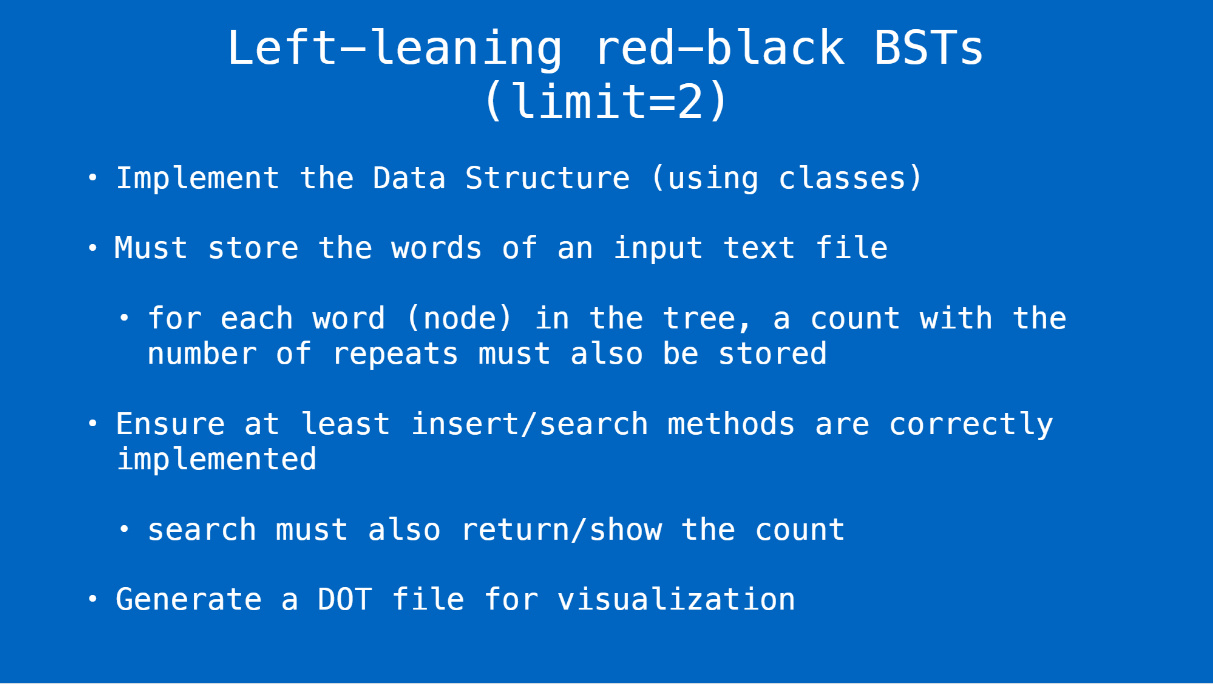 Left-leaning red-black BSTs
(limit=2)
• Implement the Data Structure (using classes)
• Must store the words of an input text file
• for each word (node) in the tree, a count with the
number of repeats must also be stored
• Ensure at least insert/search methods are correctly
implemented
• search must also return/show the count
• Generate a DOT file for visualization